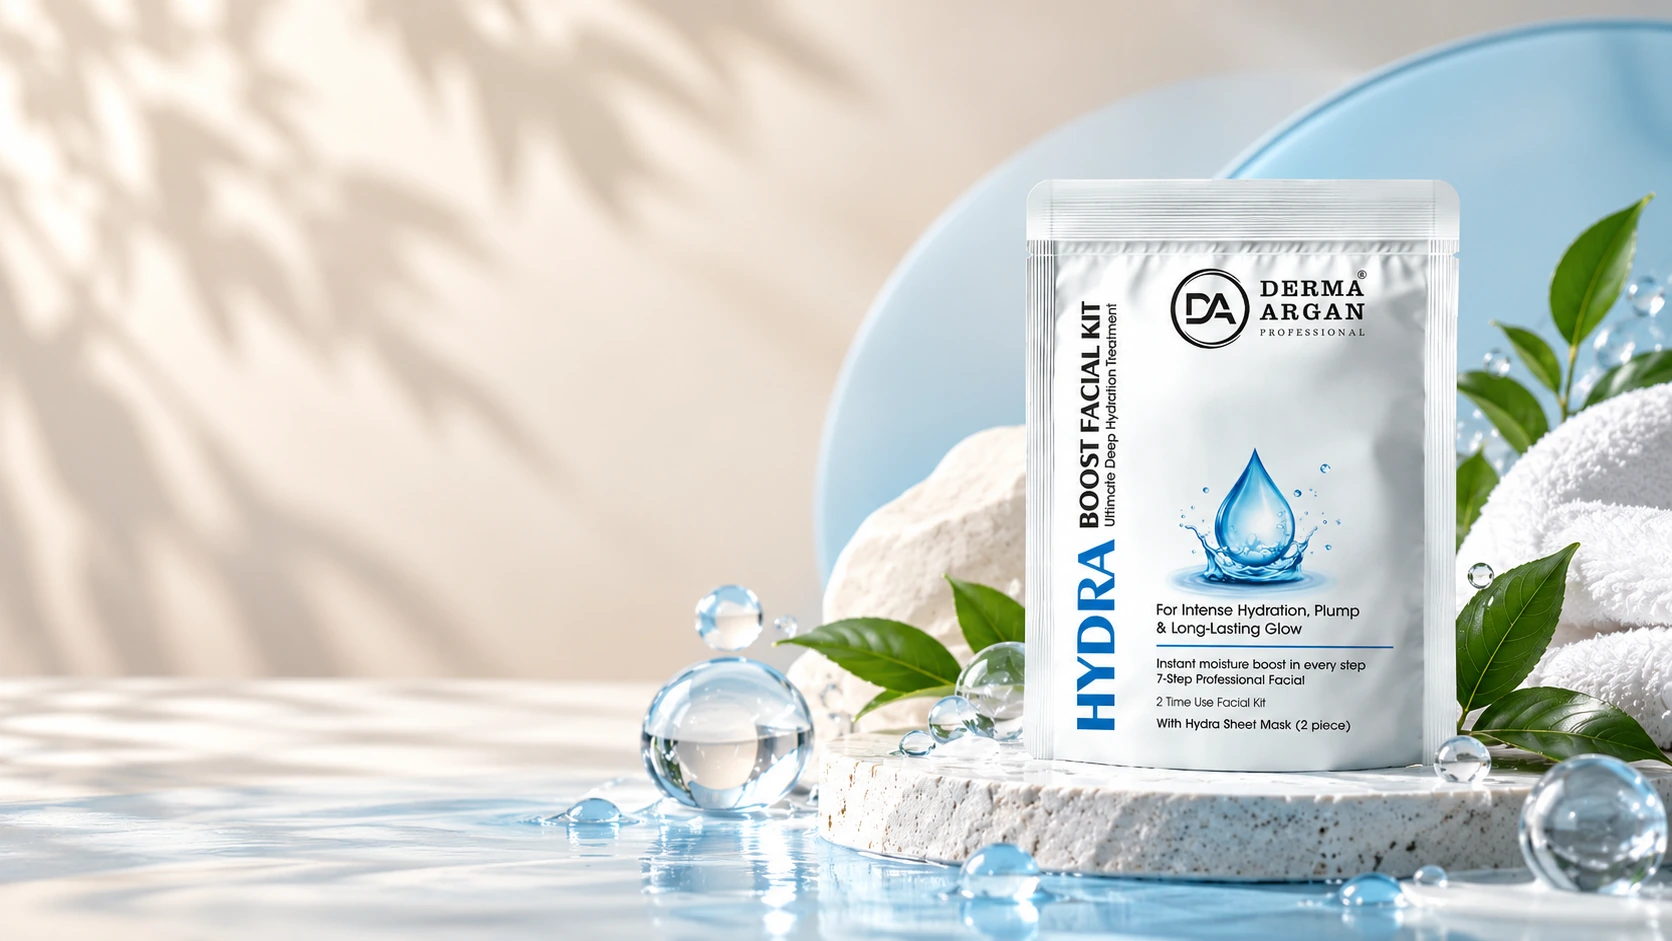 DA
DERMA
ARGAN
®
PROFESSIONAL
HYDRA BOOST FACIAL KIT
Ultimate Deep Hydration Treatment
For Intense Hydration, Plump
& Long-Lasting Glow
Instant moisture boost in every step
7-Step Professional Facial
2 Time Use Facial Kit
With Hydra Sheet Mask (2 piece)